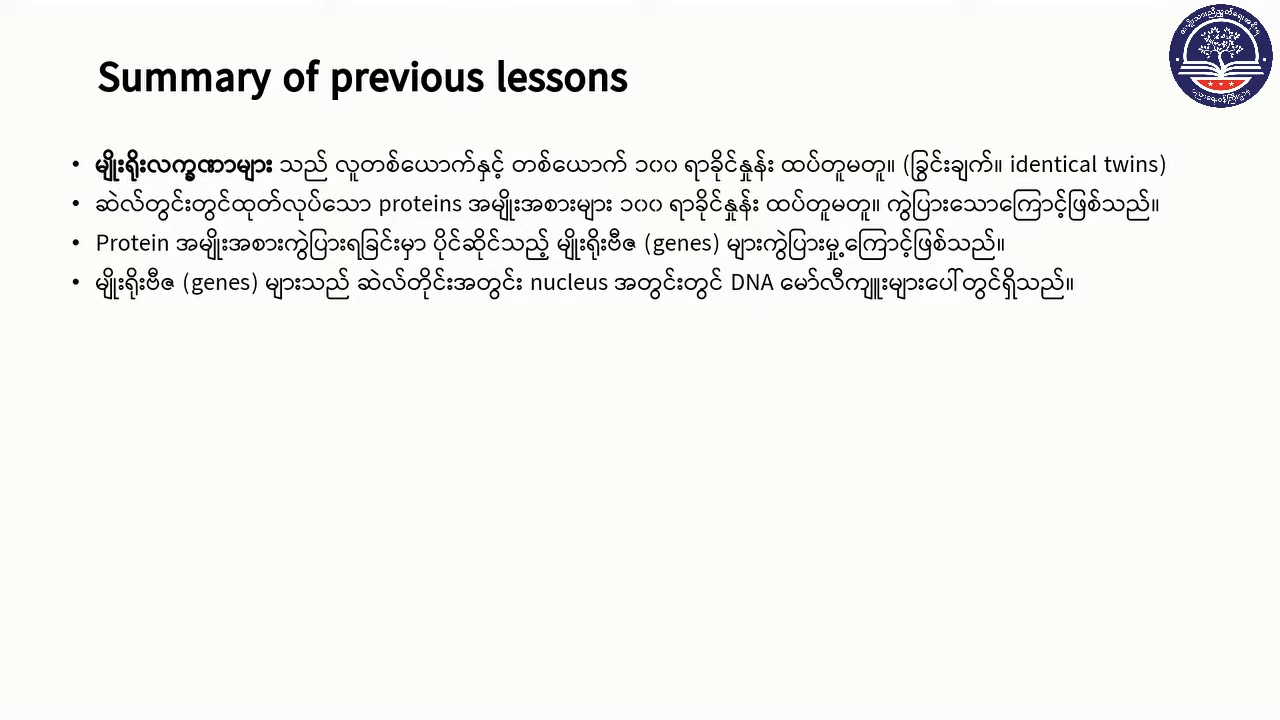 Summary of previous lessons
• မျိုးရိုးလက္ခဏာများ သည် လူတစ်ယောက်နှင့် တစ်ယောက် ၁၀၀ ရာခိုင်နှုန်း ထပ်တူမတူ။ (ခြွင်းချက်။ identical twins)
• ဆဲလ်တွင်းတွင်ထုတ်လုပ်သော proteins အမျိုးအစားများ ၁၀၀ ရာခိုင်နှုန်း ထပ်တူမတူ။ ကွဲပြားသောကြောင့်ဖြစ်သည်။
• Protein အမျိုးအစားကွဲပြားရခြင်းမှာ ပိုင်ဆိုင်သည့် မျိုးရိုးဗီဇ (genes) များကွဲပြားမှု့ကြောင့်ဖြစ်သည်။
• မျိုးရိုးဗီဇ (genes) များသည် ဆဲလ်တိုင်းအတွင်း nucleus အတွင်းတွင် DNA မော်လီကျူးများပေါ်တွင်ရှိသည်။